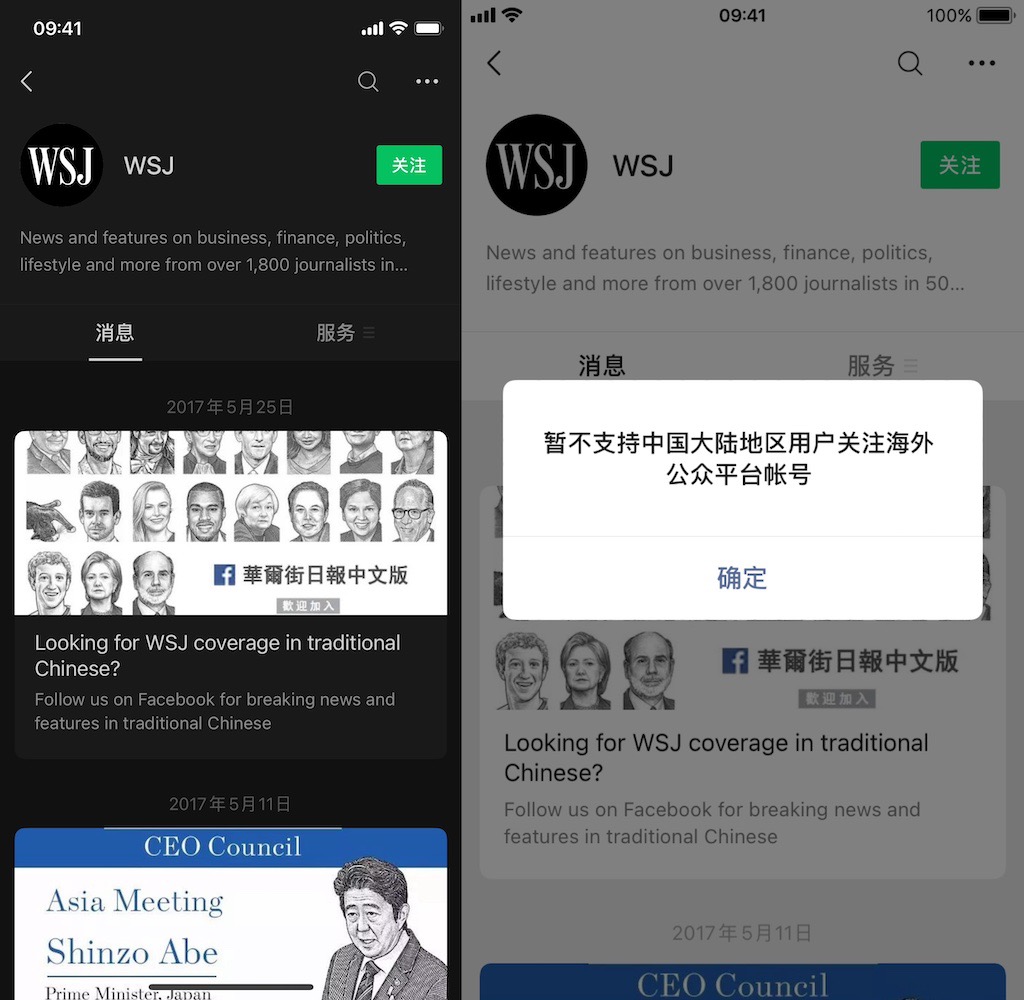 09:41
WSJ
WSJ
关注
News and features on business, finance, politics,
lifestyle and more from over 1,800 journalists in...
消息
服务
2017年5月25日
華爾街日報中文版
歡迎加入
Looking for WSJ coverage in traditional
Chinese?
Follow us on Facebook for breaking news and
features in traditional Chinese
2017年5月11日
CEO Council
Asia Meeting
Shinzo Abe
Prime Minister, Japan
09:41
100%
WSJ
WSJ
关注
News and features on business, finance, politics,
lifestyle and more from over 1,800 journalists in 50...
消息
服务
暂不支持中国大陆地区用户关注海外
公众平台帐号
确定
華爾街日報中文版
歡迎加入
Looking for WSJ coverage in traditional
Chinese?
Follow us on Facebook for breaking news and
features in traditional Chinese
2017年5月11日
CEO Council